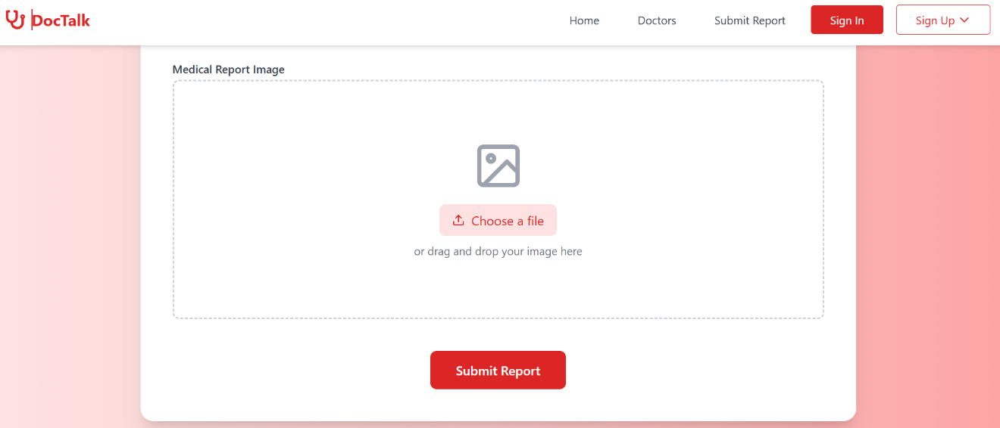 DocTalk
Home Doctors Submit Report Sign In Sign Up
Medical Report Image
Choose a file
or drag and drop your image here
Submit Report